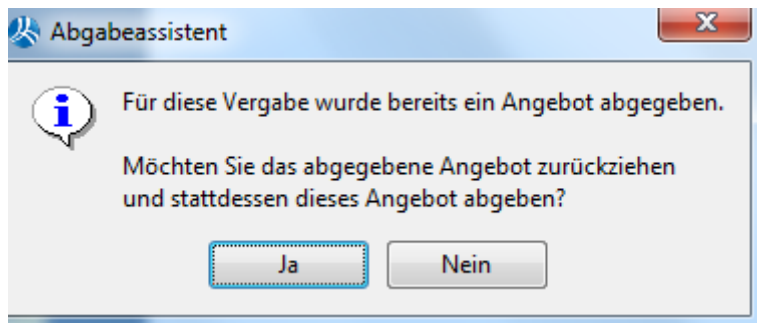 Abgabeassistent
Für diese Vergabe wurde bereits ein Angebot abgegeben.
Möchten Sie das abgegebene Angebot zurückziehen
und stattdessen dieses Angebot abgeben?
Ja Nein